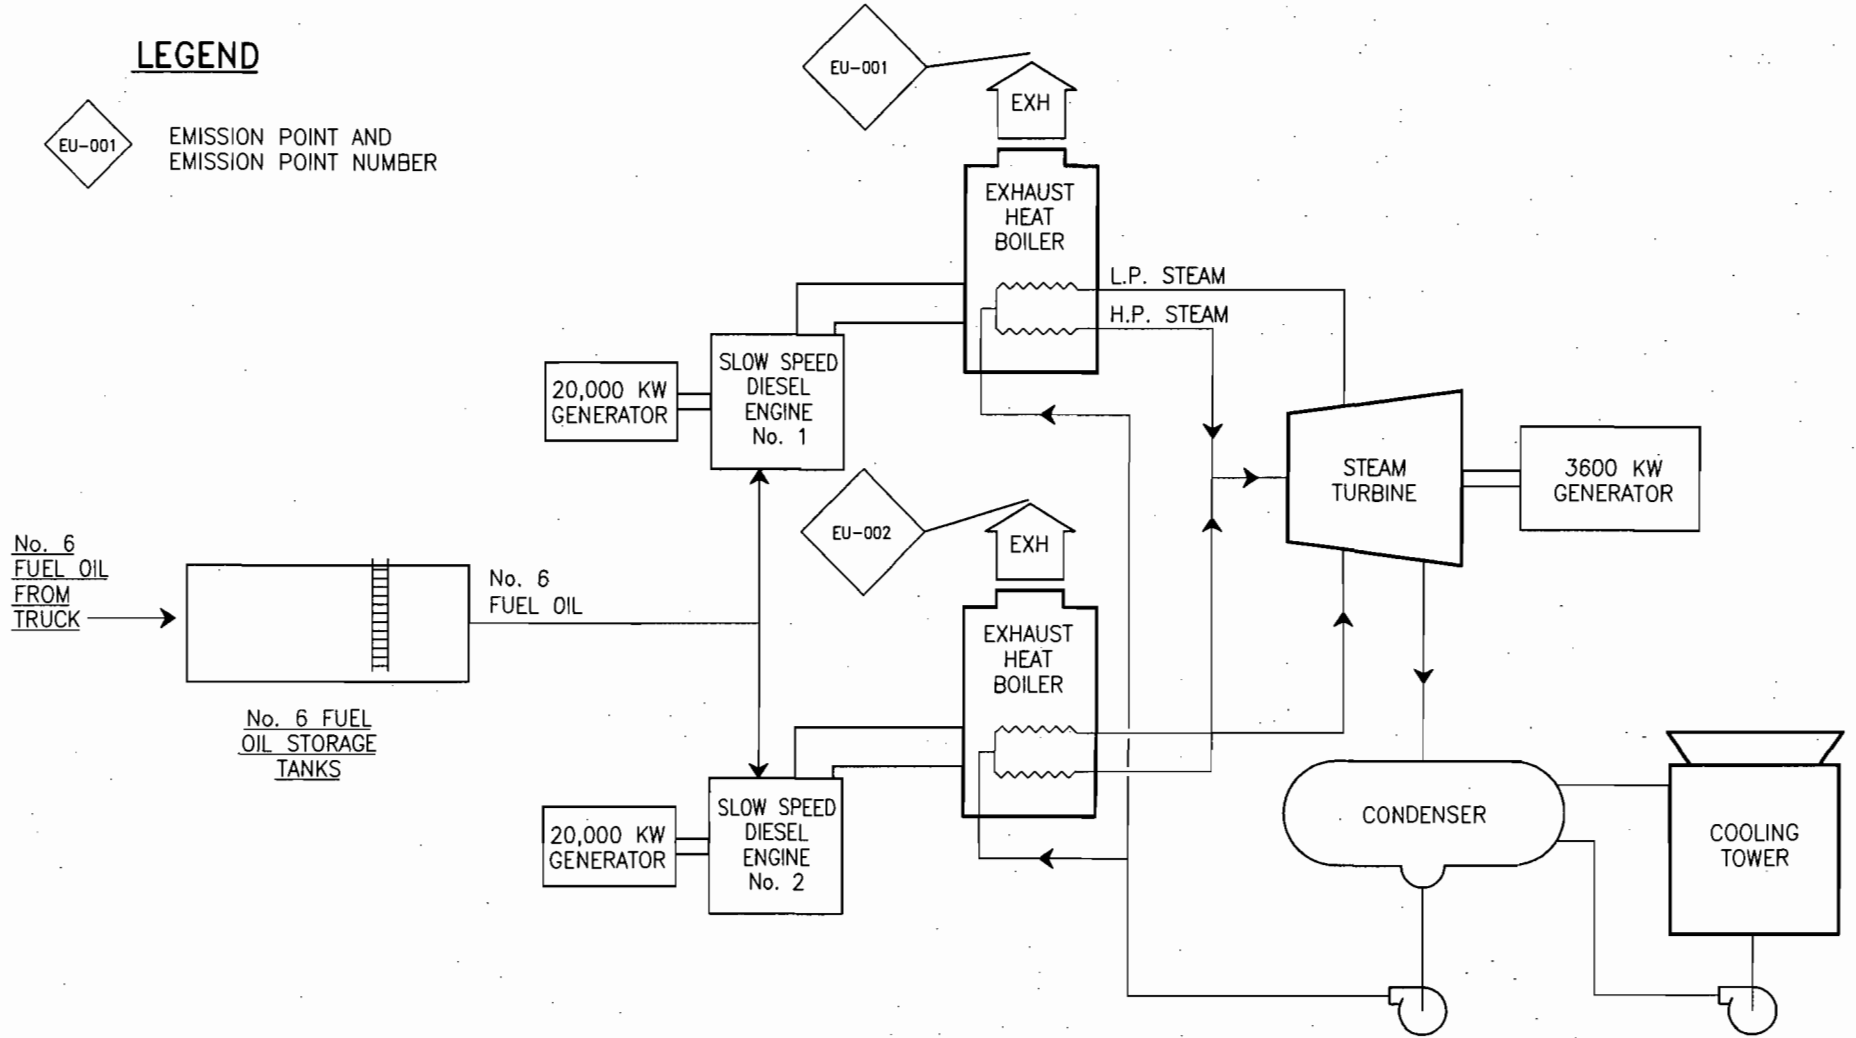 LEGEND
EU-001
EMISSION POINT AND
EMISSION POINT NUMBER
EU-001
EXH
EXHAUST
HEAT
BOILER
L.P. STEAM
H.P. STEAM
20,000 KW
GENERATOR
SLOW SPEED
DIESEL
ENGINE
No. 1
STEAM
TURBINE
3600 KW
GENERATOR
EU-002
EXH
No. 6
FUEL OIL
FROM
TRUCK
No. 6
FUEL OIL
No. 6 FUEL
OIL STORAGE
TANKS
EXHAUST
HEAT
BOILER
20,000 KW
GENERATOR
SLOW SPEED
DIESEL
ENGINE
No. 2
CONDENSER
COOLING
TOWER